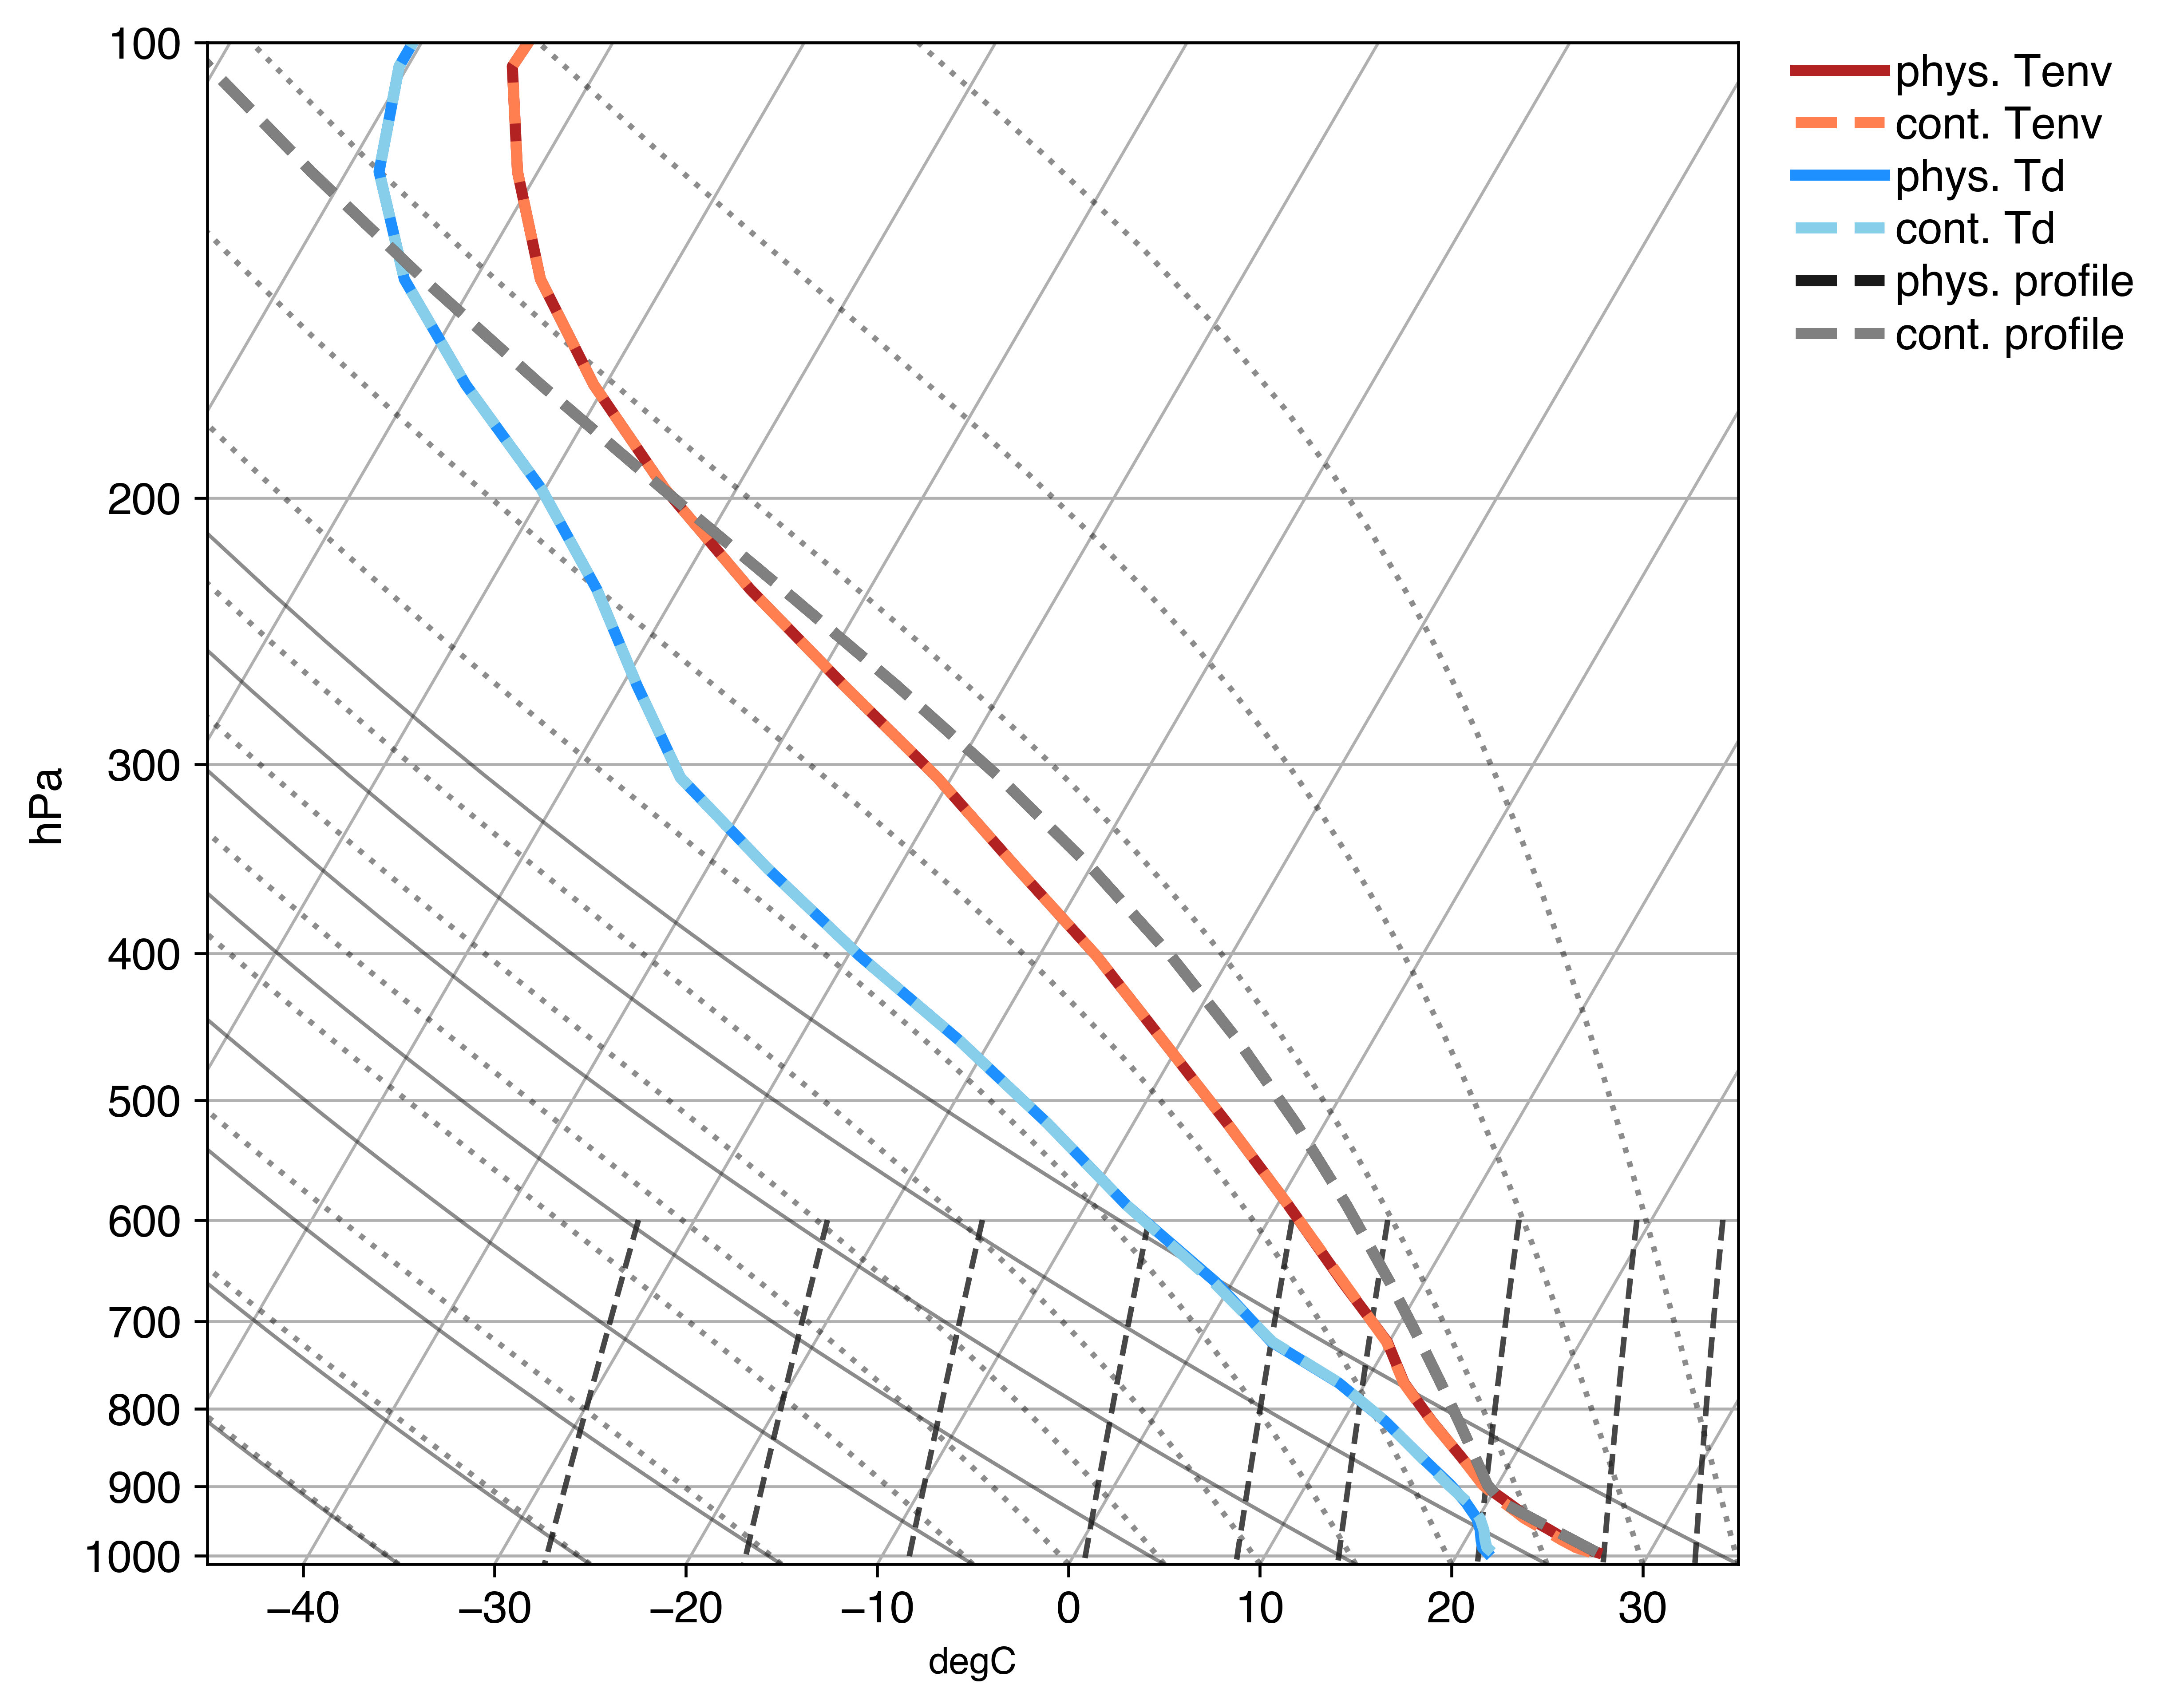 100
200
300
400
500
600
700
800
900
1000
hPa
−40 −30 −20 −10 0 10 20 30
degC
phys. Tenv
cont. Tenv
phys. Td
cont. Td
phys. profile
cont. profile